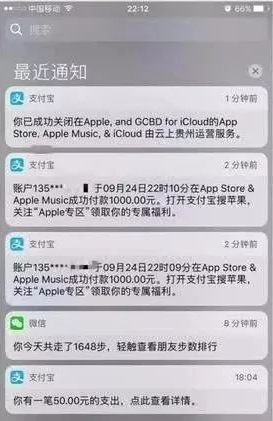 中国移动 22:12 66%
搜索
最近通知
支付宝 1分钟前
你已成功关闭在Apple, and GCBD for iCloud的App
Store, Apple Music, & iCloud 由云上贵州运营服务。
支付宝 2分钟前
账户135*** 于09月24日22时10分在App Store &
Apple Music成功付款1000.00元。打开支付宝搜苹果,
关注“Apple专区”领取你的专属福利。
支付宝 2分钟前
账户135*** 于09月24日22时09分在App Store &
Apple Music成功付款1000.00元。打开支付宝搜苹果,
关注“Apple专区”领取你的专属福利。
微信 8分钟前
你今天共走了1648步，轻触查看朋友步数排行
支付宝 18:04
你有一笔50.00元的支出，点此查看详情。